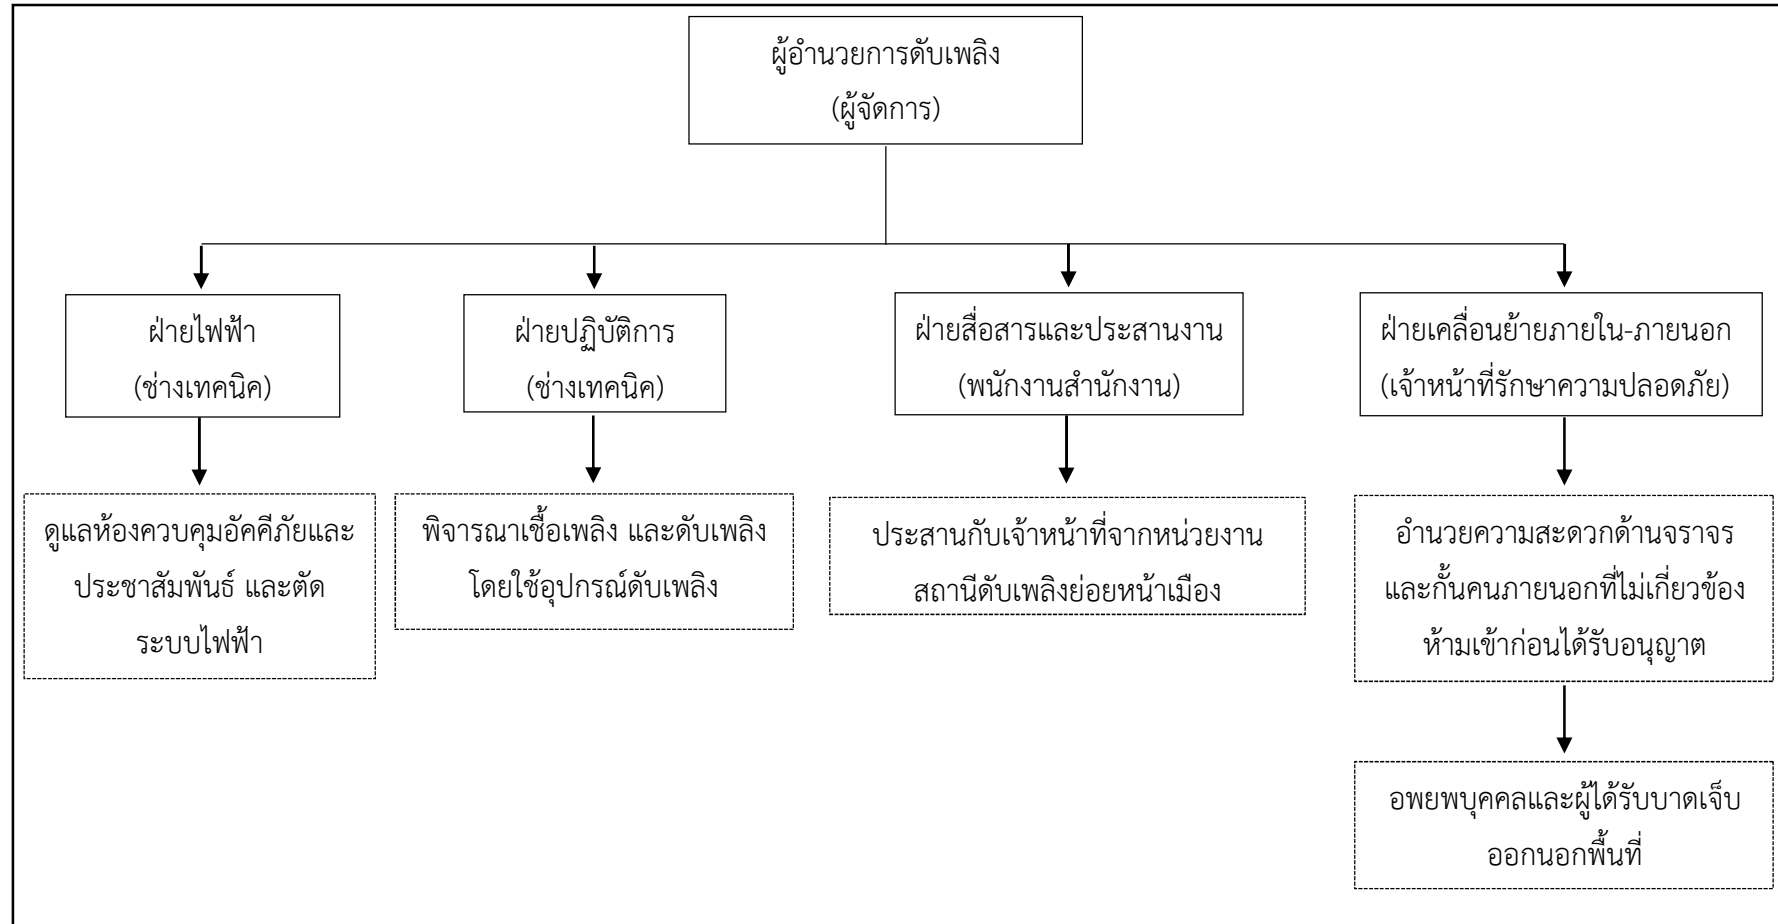 ผู้อำนวยการดับเพลิง
(ผู้จัดการ)
ฝ่ายไฟฟ้า
(ช่างเทคนิค)
ฝ่ายปฏิบัติการ
(ช่างเทคนิค)
ฝ่ายสื่อสารและประสานงาน
(พนักงานสำนักงาน)
ฝ่ายเคลื่อนย้ายภายใน-ภายนอก
(เจ้าหน้าที่รักษาความปลอดภัย)
ดูแลห้องควบคุมอัคคีภัยและ
ประชาสัมพันธ์ และตัด
ระบบไฟฟ้า
พิจารณาเชื้อเพลิง และดับเพลิง
โดยใช้อุปกรณ์ดับเพลิง
ประสานกับเจ้าหน้าที่จากหน่วยงาน
สถานีดับเพลิงย่อยหน้าเมือง
อำนวยความสะดวกด้านจราจร
และกั้นคนภายนอกที่ไม่เกี่ยวข้อง
ห้ามเข้าก่อนได้รับอนุญาต
อพยพบุคคลและผู้ได้รับบาดเจ็บ
ออกนอกพื้นที่